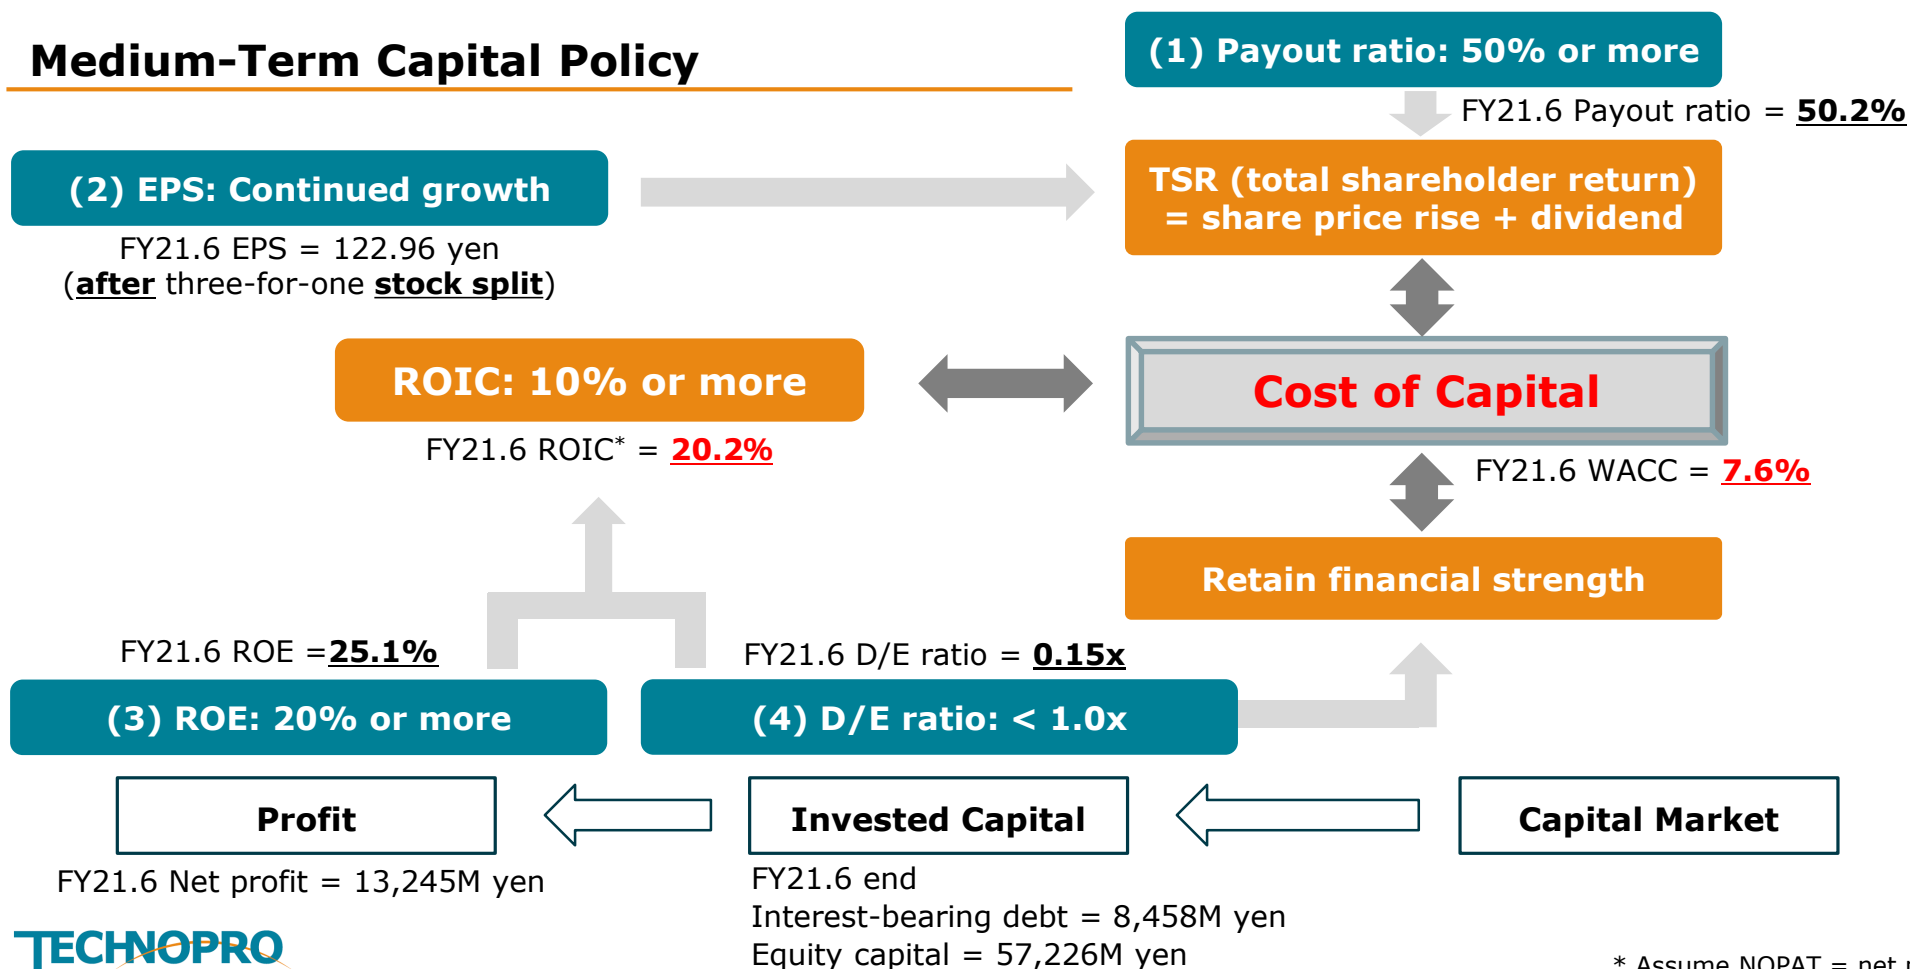 Medium-Term Capital Policy
(1) Payout ratio: 50% or more
FY21.6 Payout ratio = 50.2%
(2) EPS: Continued growth
TSR (total shareholder return)
= share price rise + dividend
FY21.6 EPS = 122.96 yen
(after three-for-one stock split)
ROIC: 10% or more
Cost of Capital
FY21.6 ROIC* = 20.2%
FY21.6 WACC = 7.6%
Retain financial strength
FY21.6 ROE =25.1%
FY21.6 D/E ratio = 0.15x
(3) ROE: 20% or more
(4) D/E ratio: < 1.0x
Profit
Invested Capital
Capital Market
FY21.6 Net profit = 13,245M yen
FY21.6 end
Interest-bearing debt = 8,458M yen
Equity capital = 57,226M yen
TECHNOPRO
* Assume NOPAT = net